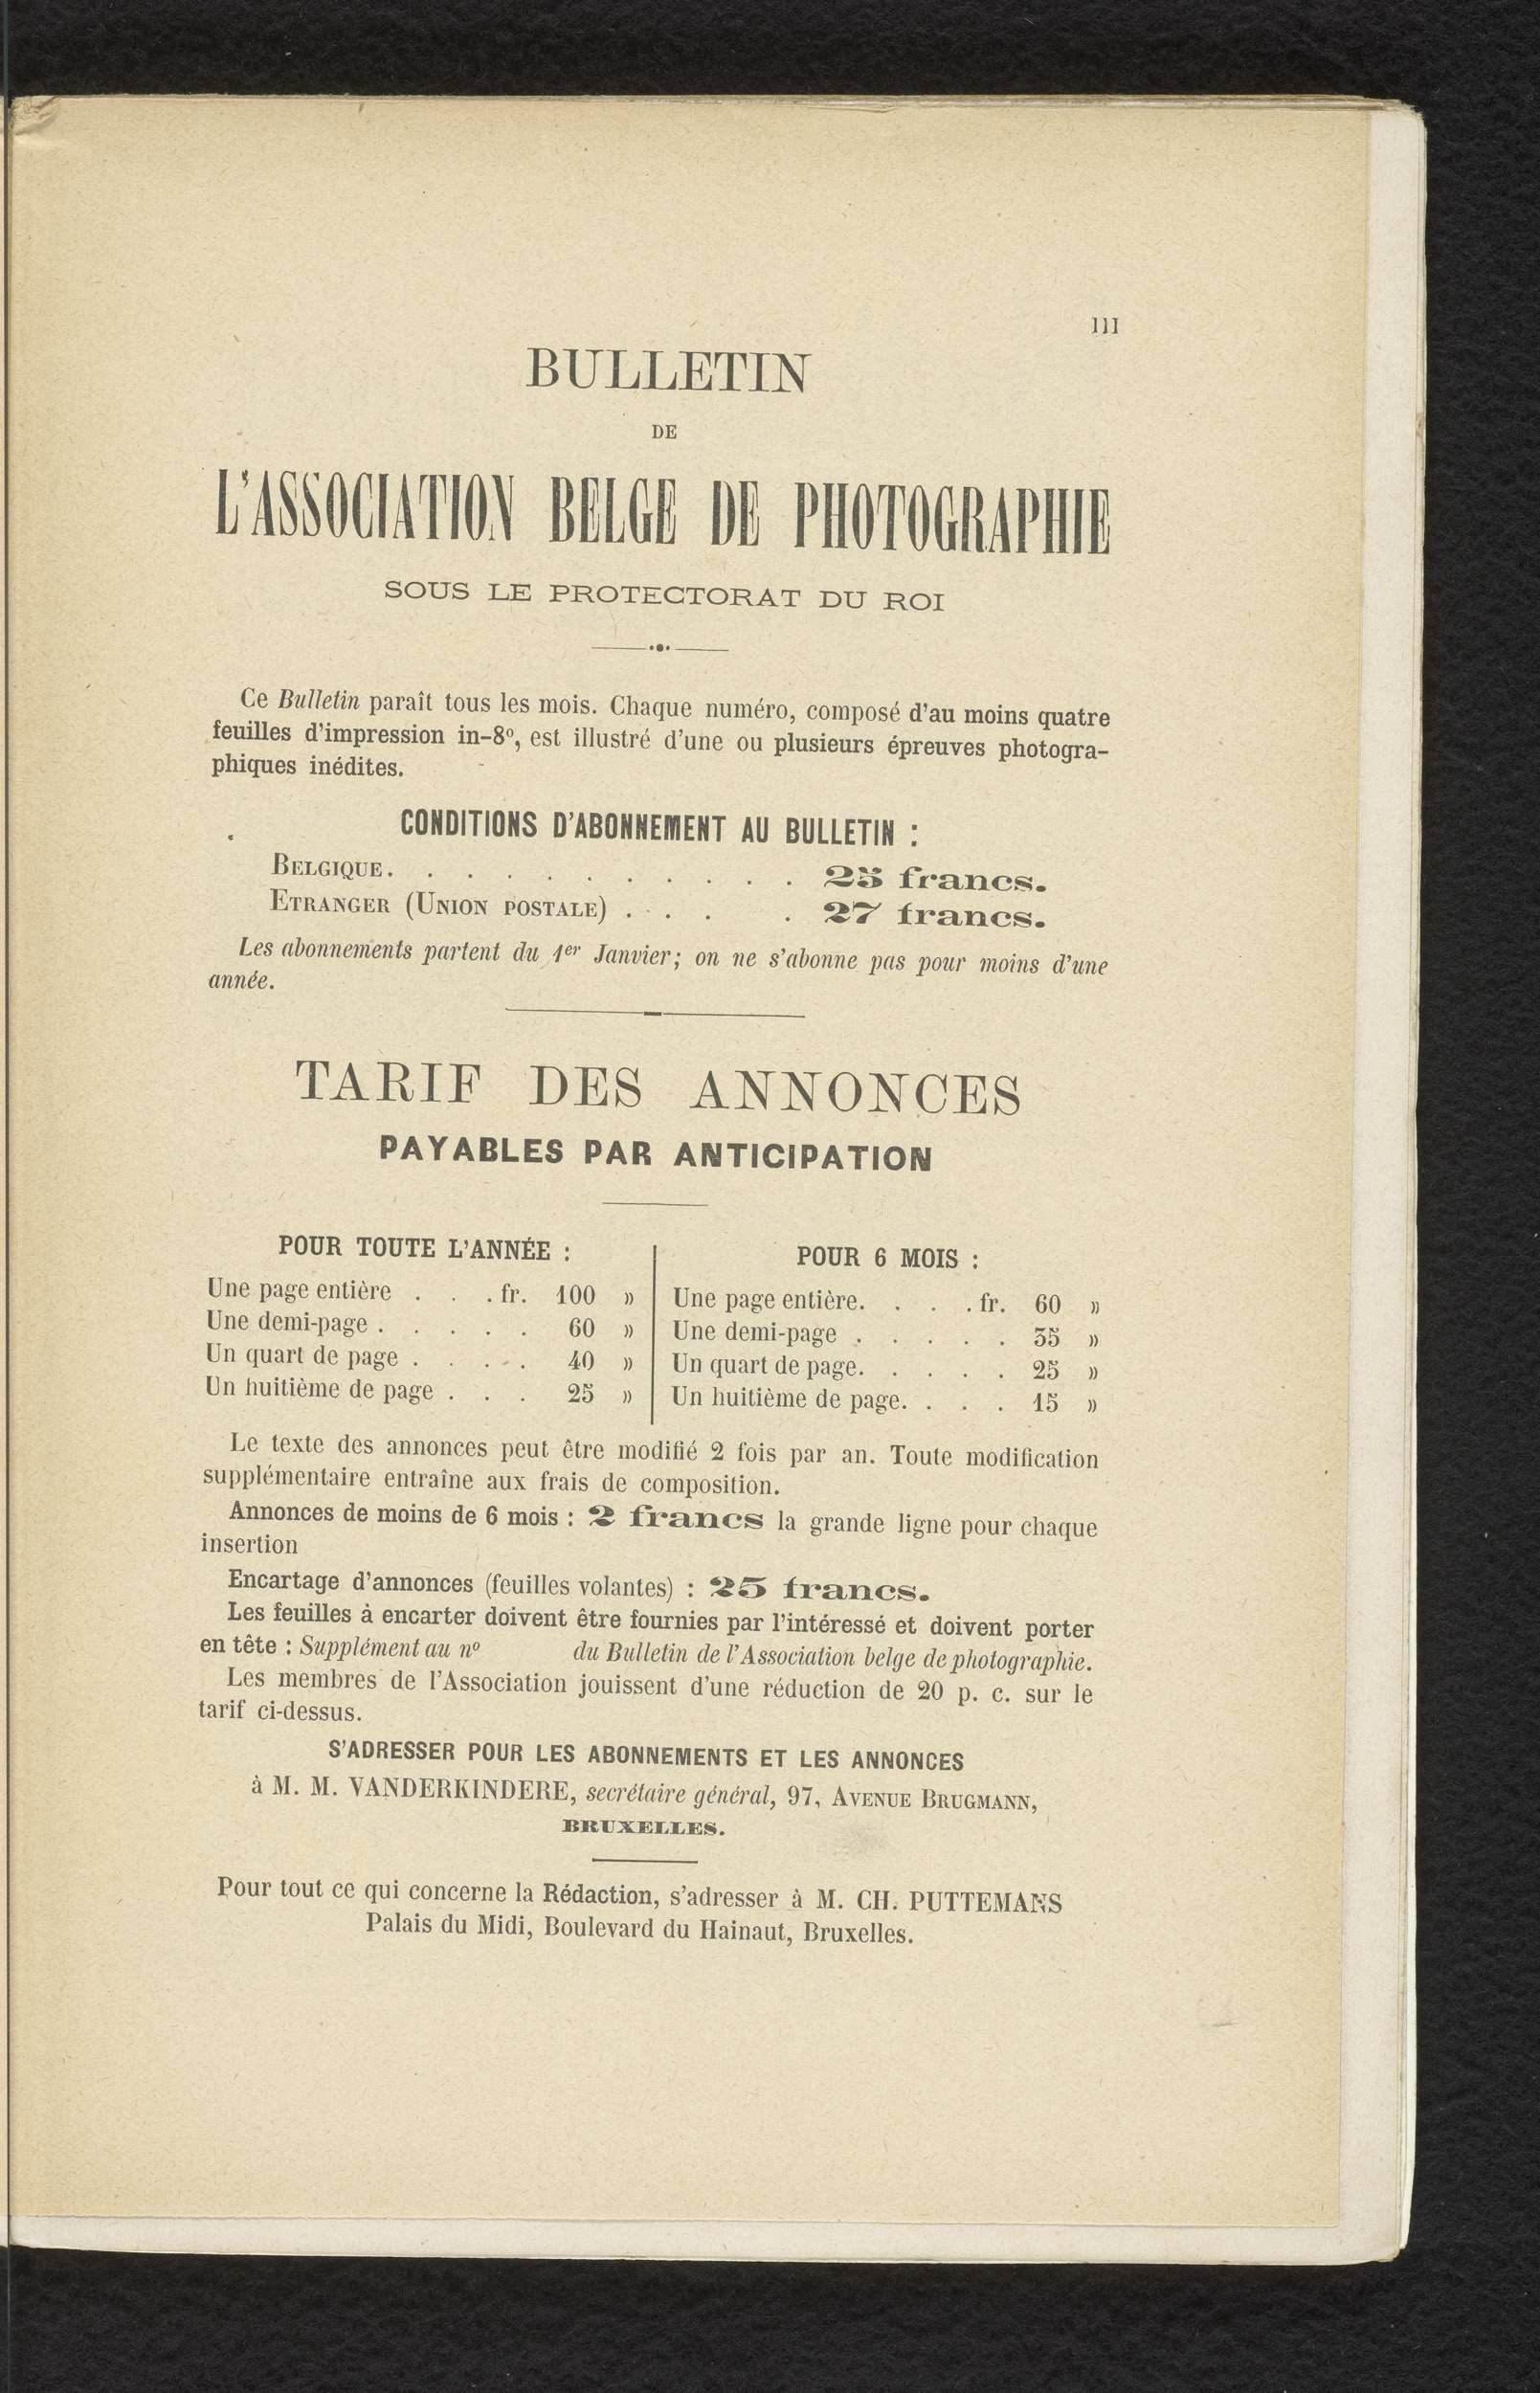 III
BULLETIN
DE
L'ASSOCIATION BELGE DE PHOTOGRAPHIE
SOUS LE PROTECTORAT DU ROI
Ce Bulletin paraît tous les mois. Chaque numéro, composé d'au moins quatre
feuilles d'impression in-8º, est illustré d'une ou plusieurs épreuves photogra-
phiques inédites.
CONDITIONS D'ABONNEMENT AU BULLETIN :
BELGIQUE. . . . . . . . . . . 25 francs.
ETRANGER (UNION POSTALE) . . . . 27 francs.
Les abonnements partent du 1er Janvier; on ne s'abonne pas pour moins d'une
année.
TARIF DES ANNONCES
PAYABLES PAR ANTICIPATION
POUR TOUTE L'ANNÉE :
Une page entière . . . fr. 100 »
Une demi-page . . . . . 60 »
Un quart de page . . . . 40 »
Un huitième de page . . . 25 »
POUR 6 MOIS :
Une page entière. . . . fr. 60 »
Une demi-page . . . . . 35 »
Un quart de page. . . . . 25 »
Un huitième de page. . . . 15 »
Le texte des annonces peut être modifié 2 fois par an. Toute modification
supplémentaire entraîne aux frais de composition.
Annonces de moins de 6 mois : 2 francs la grande ligne pour chaque
insertion
Encartage d'annonces (feuilles volantes) : 25 francs.
Les feuilles à encarter doivent être fournies par l'intéressé et doivent porter
en tête : Supplément au nº du Bulletin de l'Association belge de photographie.
Les membres de l'Association jouissent d'une réduction de 20 p. c. sur le
tarif ci-dessus.
S'ADRESSER POUR LES ABONNEMENTS ET LES ANNONCES
à M. M. VANDERKINDERE, secrétaire général, 97, AVENUE BRUGMANN,
BRUXELLES.
Pour tout ce qui concerne la Rédaction, s'adresser à M. CH. PUTTEMANS
Palais du Midi, Boulevard du Hainaut, Bruxelles.